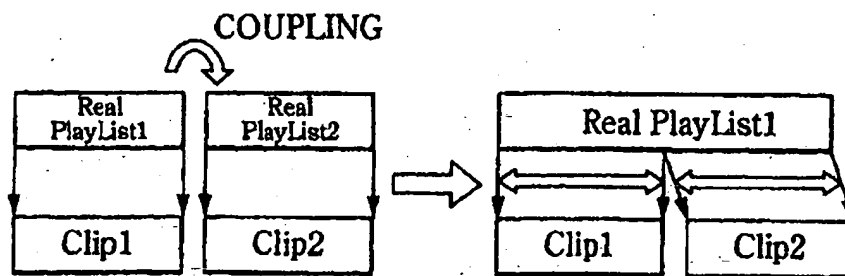 COUPLING
Real
PlayList1
Real
PlayList2
Real PlayList1
Clip1
Clip2
Clip1
Clip2